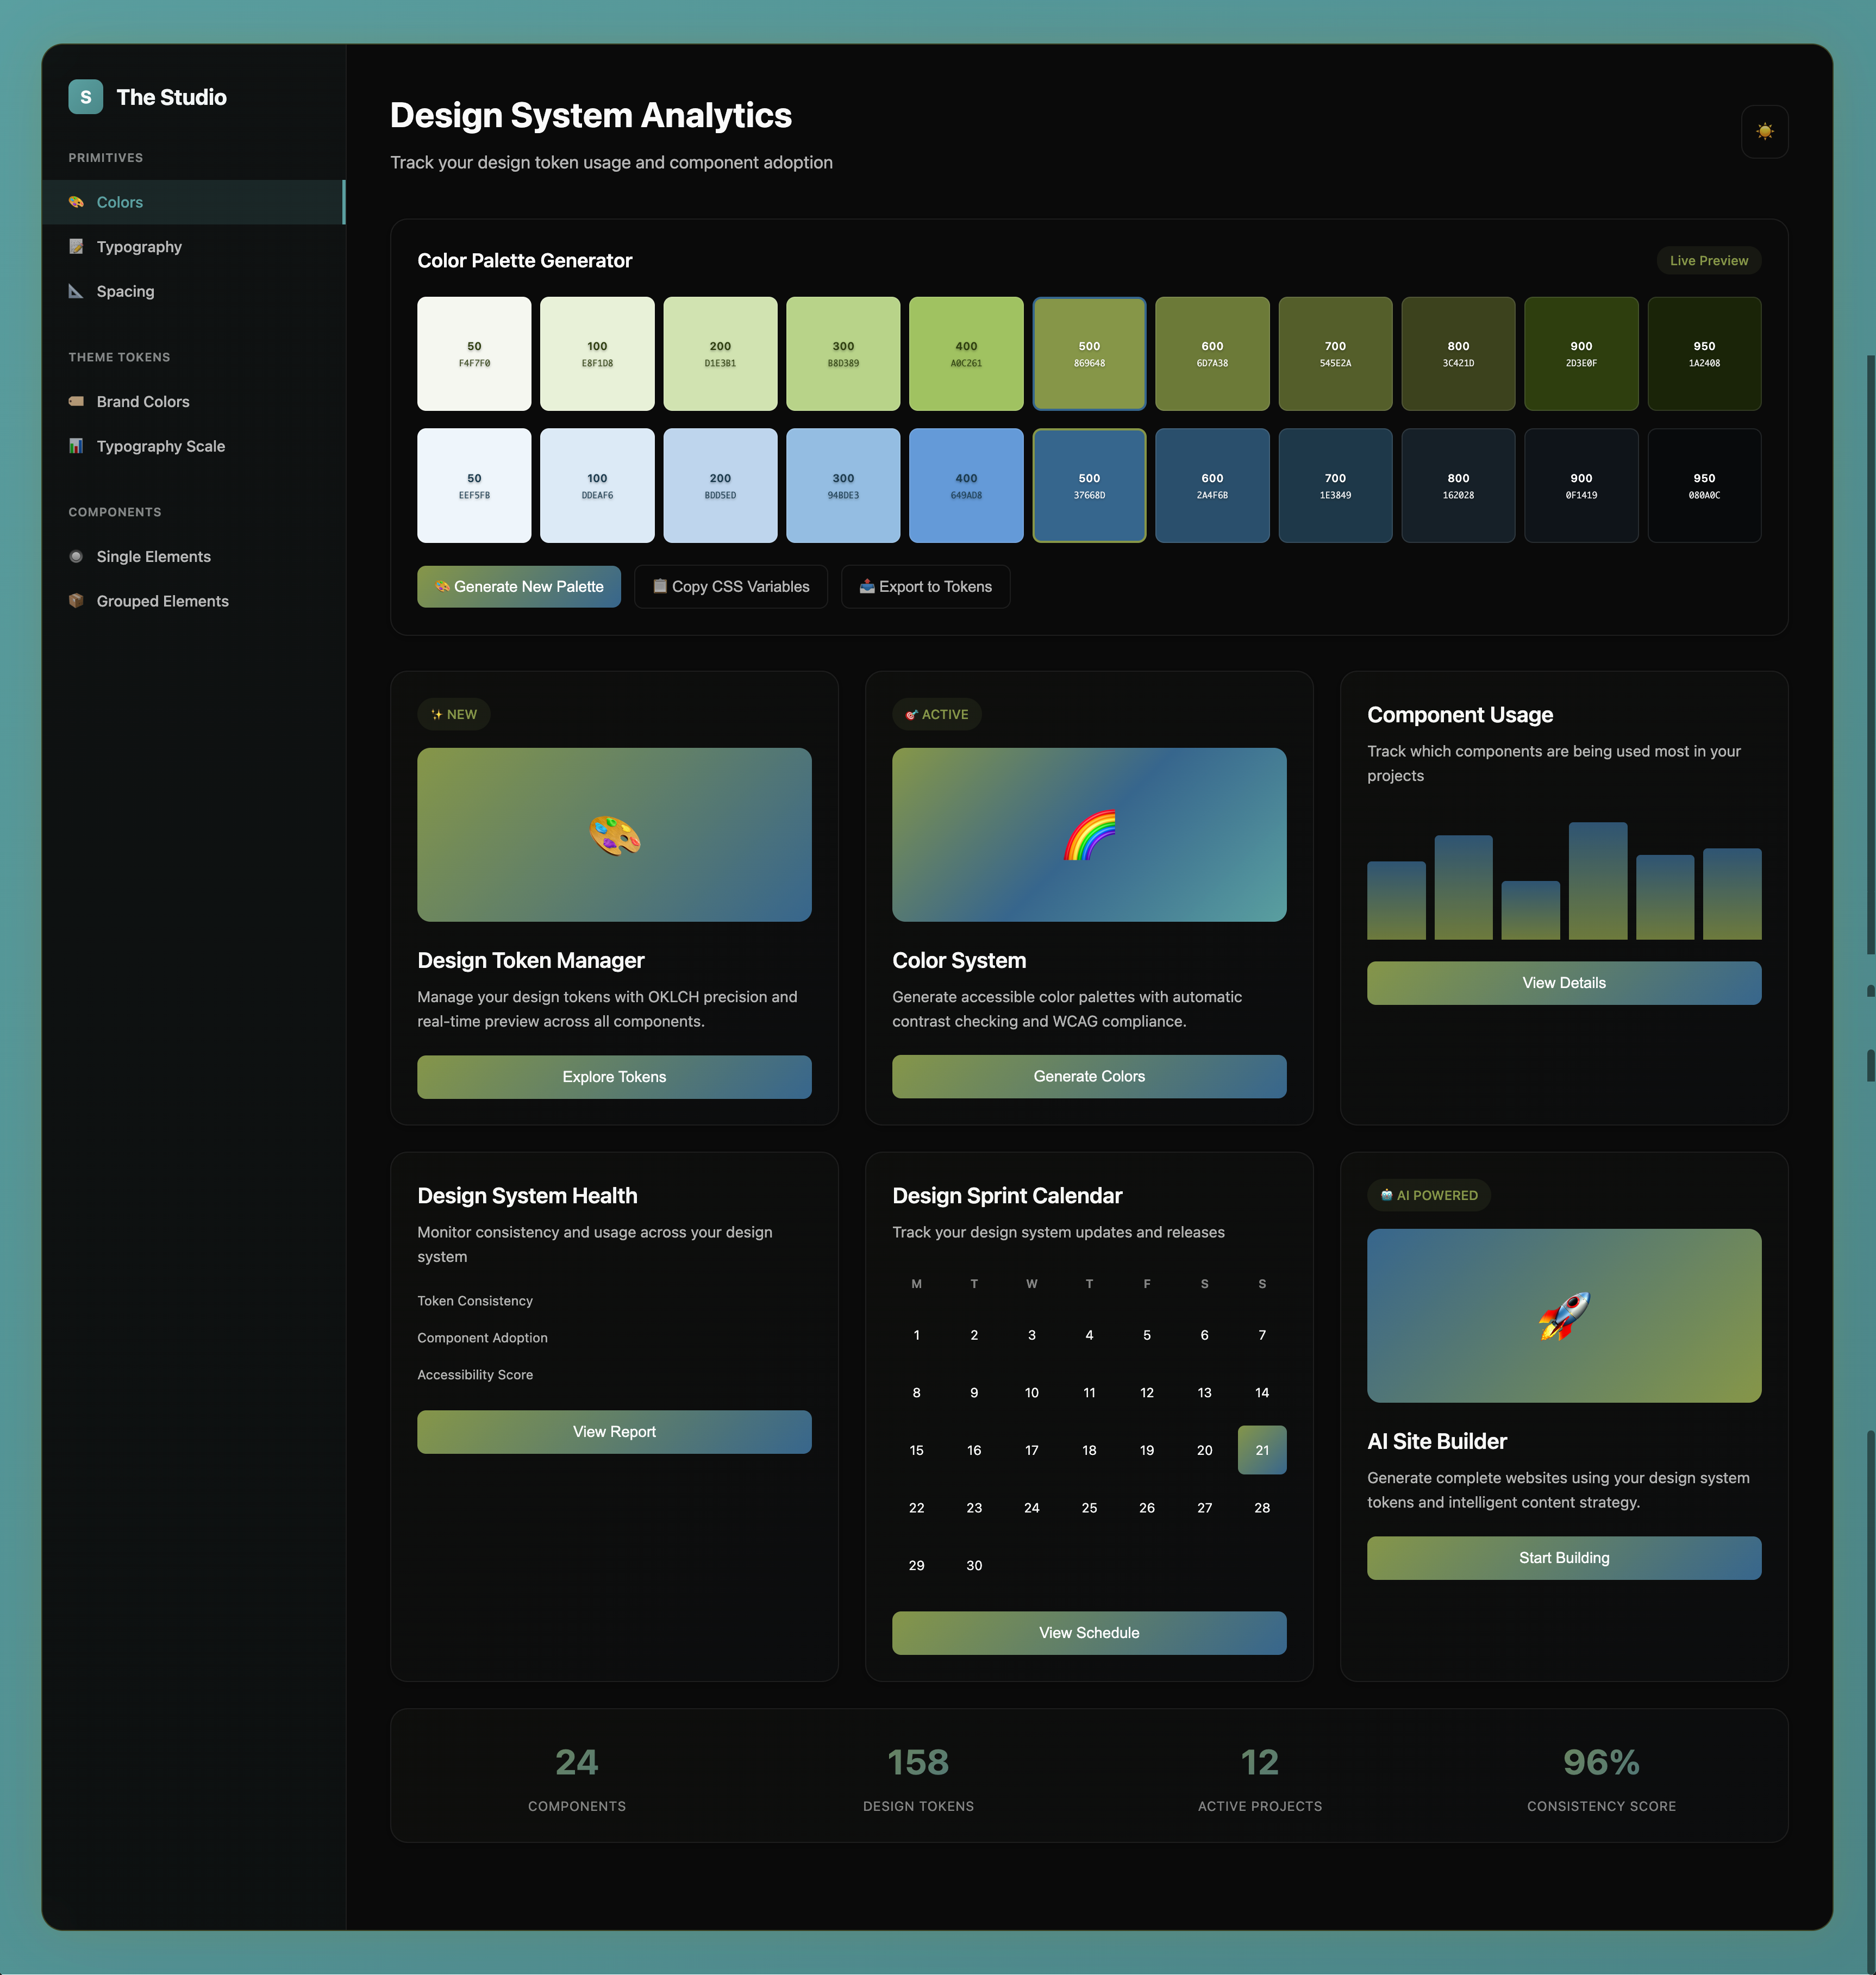 S The Studio
PRIMITIVES
Colors
Typography
Spacing
THEME TOKENS
Brand Colors
Typography Scale
COMPONENTS
Single Elements
Grouped Elements
Design System Analytics
Track your design token usage and component adoption
Color Palette Generator
Live Preview
50 100 200 300 400 500 600 700 800 900 950
F4F7F0 E8F1D8 D1E3B1 B8D389 A0C261 869648 6D7A38 545E2A 3C421D 2D3E0F 1A2408
50 100 200 300 400 500 600 700 800 900 950
EEF5FB DDEAF6 BDD5ED 94BDE3 649AD8 37668D 2A4F6B 1E3849 162028 0F1419 080A0C
Generate New Palette
Copy CSS Variables
Export to Tokens
NEW
Design Token Manager
Manage your design tokens with OKLCH precision and
real-time preview across all components.
Explore Tokens
ACTIVE
Color System
Generate accessible color palettes with automatic
contrast checking and WCAG compliance.
Generate Colors
Component Usage
Track which components are being used most in your
projects
View Details
Design System Health
Monitor consistency and usage across your design
system
Token Consistency
Component Adoption
Accessibility Score
View Report
Design Sprint Calendar
Track your design system updates and releases
M T W T F S S
1 2 3 4 5 6 7
8 9 10 11 12 13 14
15 16 17 18 19 20 21
22 23 24 25 26 27 28
29 30
View Schedule
AI POWERED
AI Site Builder
Generate complete websites using your design system
tokens and intelligent content strategy.
Start Building
24
COMPONENTS
158
DESIGN TOKENS
12
ACTIVE PROJECTS
96%
CONSISTENCY SCORE